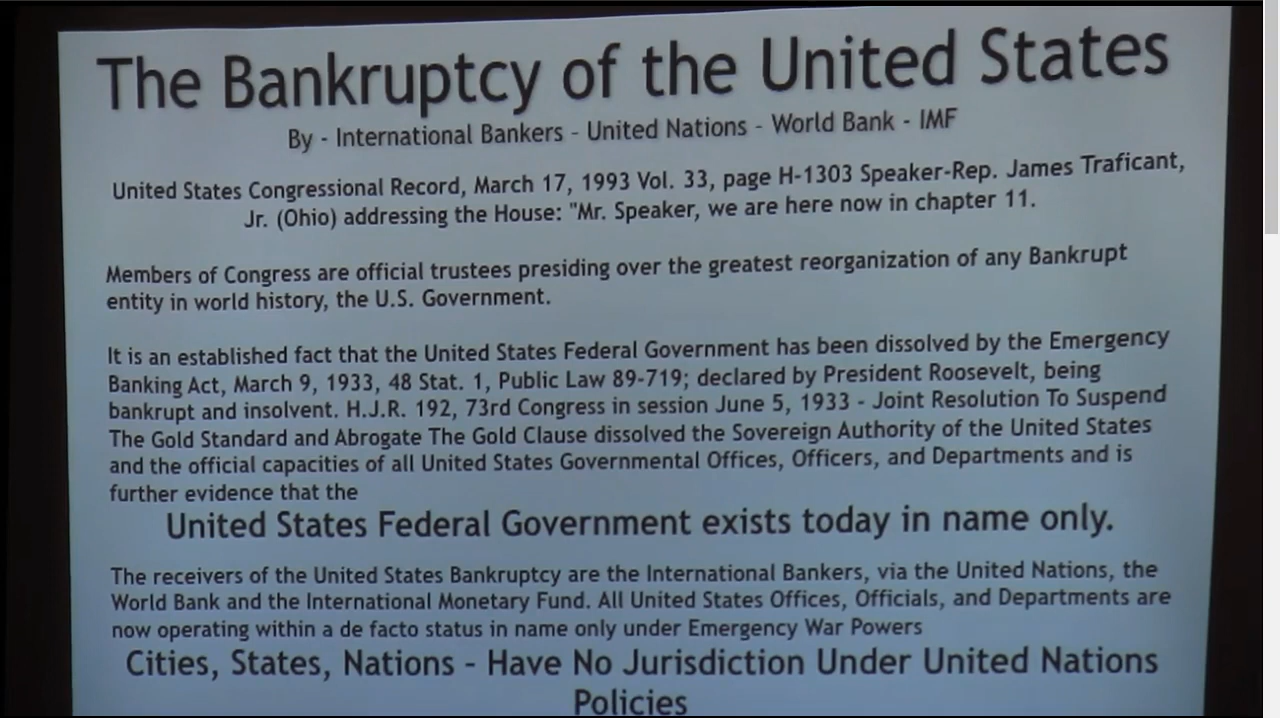 The Bankruptcy of the United States
By - International Bankers - United Nations - World Bank - IMF
United States Congressional Record, March 17, 1993 Vol. 33, page H-1303 Speaker-Rep. James Traficant,
Jr. (Ohio) addressing the House: "Mr. Speaker, we are here now in chapter 11.
Members of Congress are official trustees presiding over the greatest reorganization of any Bankrupt
entity in world history, the U.S. Government.
It is an established fact that the United States Federal Government has been dissolved by the Emergency
Banking Act, March 9, 1933, 48 Stat. 1, Public Law 89-719; declared by President Roosevelt, being
bankrupt and insolvent. H.J.R. 192, 73rd Congress in session June 5, 1933 - Joint Resolution To Suspend
The Gold Standard and Abrogate The Gold Clause dissolved the Sovereign Authority of the United States
and the official capacities of all United States Governmental Offices, Officers, and Departments and is
further evidence that the
United States Federal Government exists today in name only.
The receivers of the United States Bankruptcy are the International Bankers, via the United Nations, the
World Bank and the International Monetary Fund. All United States Offices, Officials, and Departments are
now operating within a de facto status in name only under Emergency War Powers
Cities, States, Nations - Have No Jurisdiction Under United Nations
Policies